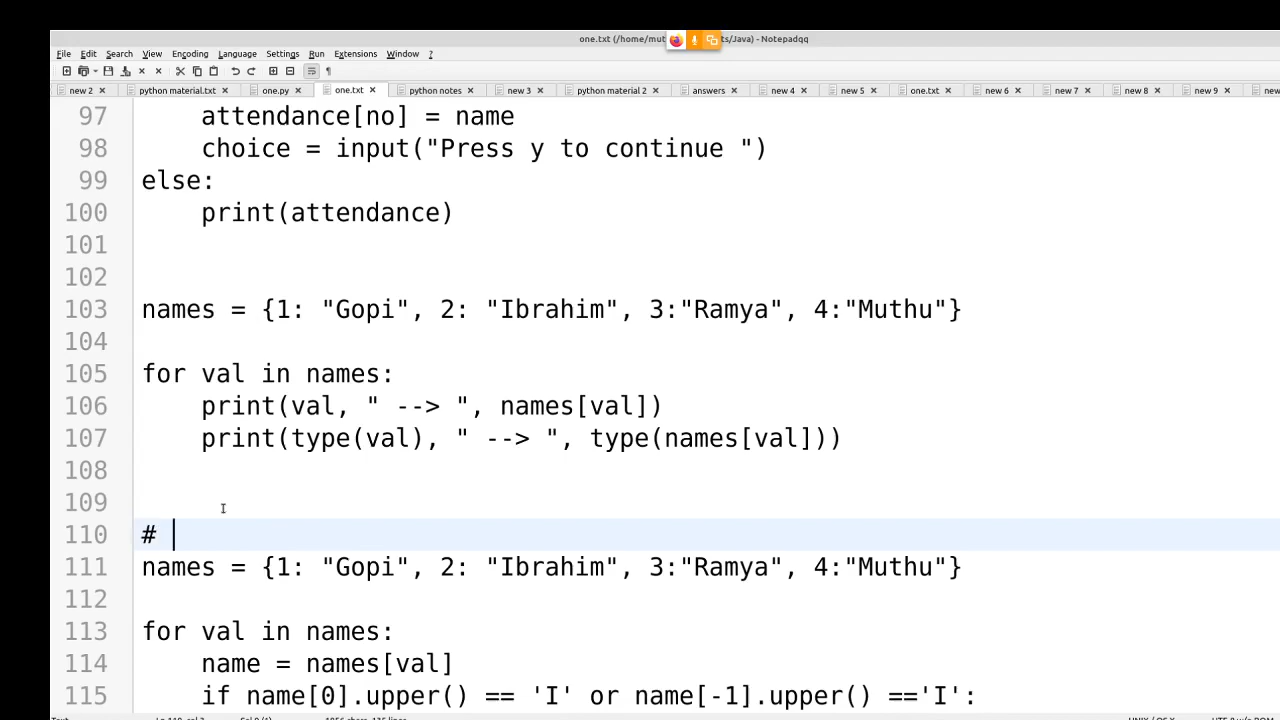 one.txt (/home/mut ts/Java) - Notepadqq
File Edit Search View Encoding Language Settings Run Extensions Window ?
new 2 python material.txt one.py one.txt python notes new 3 python material 2 answers new 4 new 5 one.txt new 6 new 7 new 8 new 9 new
97 attendance[no] = name
98 choice = input("Press y to continue ")
99 else:
100 print(attendance)
101
102
103 names = {1: "Gopi", 2: "Ibrahim", 3:"Ramya", 4:"Muthu"}
104
105 for val in names:
106 print(val, " --> ", names[val])
107 print(type(val), " --> ", type(names[val]))
108
109
110 #
111 names = {1: "Gopi", 2: "Ibrahim", 3:"Ramya", 4:"Muthu"}
112
113 for val in names:
114 name = names[val]
115 if name[0].upper() == 'I' or name[-1].upper() =='I':